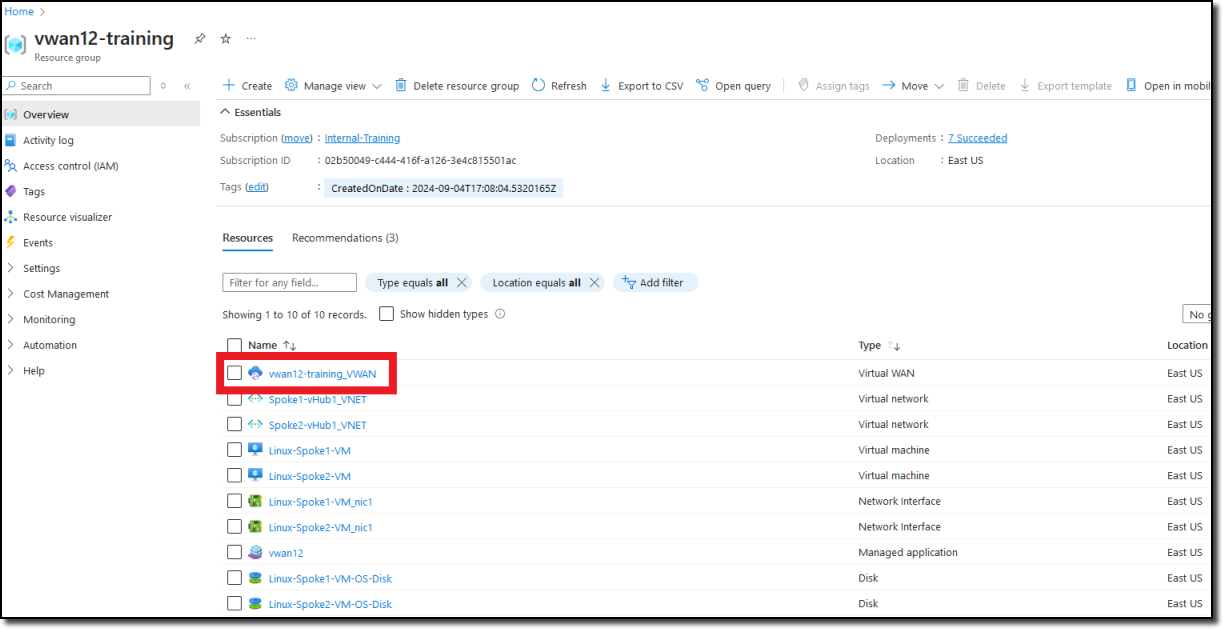 Home
vwan12-training
Resource group
Search
Create Manage view Delete resource group Refresh Export to CSV Open query Assign tags Move Delete Export template Open in mobil
Overview
Activity log
Access control (IAM)
Tags
Resource visualizer
Events
Settings
Cost Management
Monitoring
Automation
Help
Essentials
Subscription (move) : Internal-Training
Deployments : 7 Succeeded
Subscription ID : 02b50049-c444-416f-a126-3e4c815501ac
Location : East US
Tags (edit) : CreatedOnDate : 2024-09-04T17:08:04.5320165Z
Resources Recommendations (3)
Filter for any field... Type equals all Location equals all Add filter
Showing 1 to 10 of 10 records. Show hidden types
No g
Name Type Location
vwan12-training_VWAN Virtual WAN East US
Spoke1-vHub1_VNET Virtual network East US
Spoke2-vHub1_VNET Virtual network East US
Linux-Spoke1-VM Virtual machine East US
Linux-Spoke2-VM Virtual machine East US
Linux-Spoke1-VM_nic1 Network Interface East US
Linux-Spoke2-VM_nic1 Network Interface East US
vwan12 Managed application East US
Linux-Spoke1-VM-OS-Disk Disk East US
Linux-Spoke2-VM-OS-Disk Disk East US